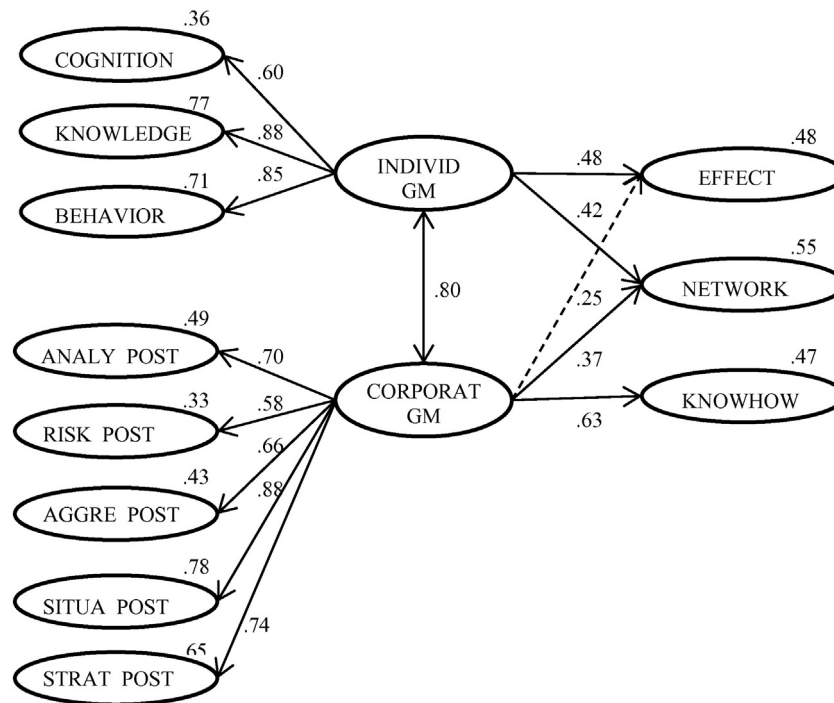 .36
COGNITION
.60
.77
KNOWLEDGE
.88
.85
.71
BEHAVIOR
INDIVID
GM
.48
.42
.48
EFFECT
.55
NETWORK
.25
.37
.80
.49
ANALY POST
.70
.33
RISK POST
.58
.66
.43
AGGRE POST
.88
.78
SITUA POST
.74
.65
STRAT POST
CORPORAT
GM
.47
KNOWHOW
.63